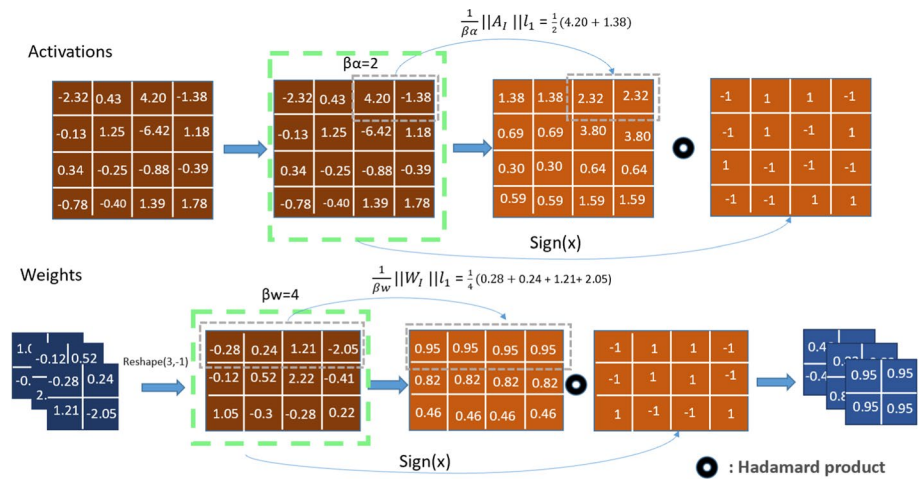 1/βα ||A_I||l₁ = 1/2 (4.20 + 1.38)
Activations
βα=2
-2.32 0.43 4.20 -1.38
-0.13 1.25 -6.42 1.18
0.34 -0.25 -0.88 -0.39
-0.78 -0.40 1.39 1.78
-2.32 0.43 4.20 -1.38
-0.13 1.25 -6.42 1.18
0.34 -0.25 -0.88 -0.39
-0.78 -0.40 1.39 1.78
1.38 1.38 2.32 2.32
0.69 0.69 3.80 3.80
0.30 0.30 0.64 0.64
0.59 0.59 1.59 1.59
-1 1 1 -1
-1 1 -1 1
1 -1 -1 -1
-1 -1 1 1
Sign(x)
Weights
1/βw ||W_I||l₁ = 1/4 (0.28 + 0.24 + 1.21+ 2.05)
βw=4
-0.12 0.52
-0.28 0.24
1.21 -2.05
Reshape(3,-1)
-0.28 0.24 1.21 -2.05
-0.12 0.52 2.22 -0.41
1.05 -0.3 -0.28 0.22
0.95 0.95 0.95 0.95
0.82 0.82 0.82 0.82
0.46 0.46 0.46 0.46
-1 1 1 -1
-1 1 1 -1
1 -1 -1 1
0.95 0.95
0.95 0.95
Sign(x)
: Hadamard product